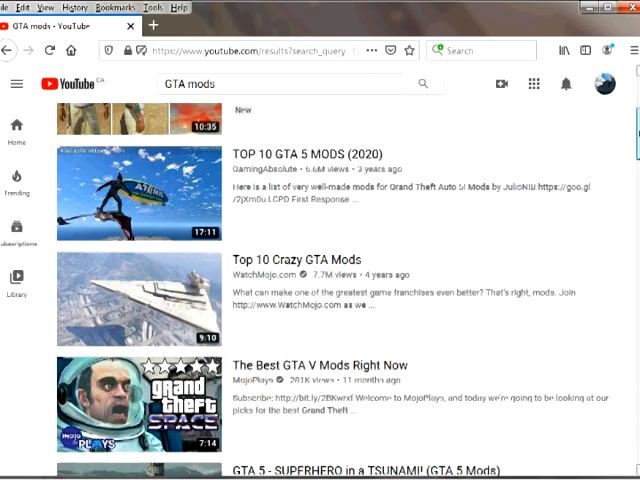 Edit View History Bookmarks Tools Help
GTA mods - YouTube
https://www.youtube.com/results?search_query
Search
YouTube CA
GTA mods
10:35
New
Home
Trending
Subscriptions
Library
TOP 10 GTA 5 MODS (2020)
GamingAbsolute • 6.6M views • 3 years ago
Here is a list of very well-made mods for Grand Theft Auto 5! Mods by JulioNIB https://goo.gl
/2jXm0u LCPD First Response ...
17:11
Top 10 Crazy GTA Mods
WatchMojo.com 7.7M views • 4 years ago
What can make one of the greatest game franchises even better? That's right, mods. Join
http://www.WatchMojo.com as we ...
9:10
The Best GTA V Mods Right Now
MojoPlays 281K views • 11 months ago
Subscribe: Welcome to MojoPlays, and today we're going to be looking at our
picks for the best Grand Theft ...
grand
theft
SPACE
mojo
PLAYS
7:14
GTA 5 - SUPERHERO in a TSUNAMI! (GTA 5 Mods)